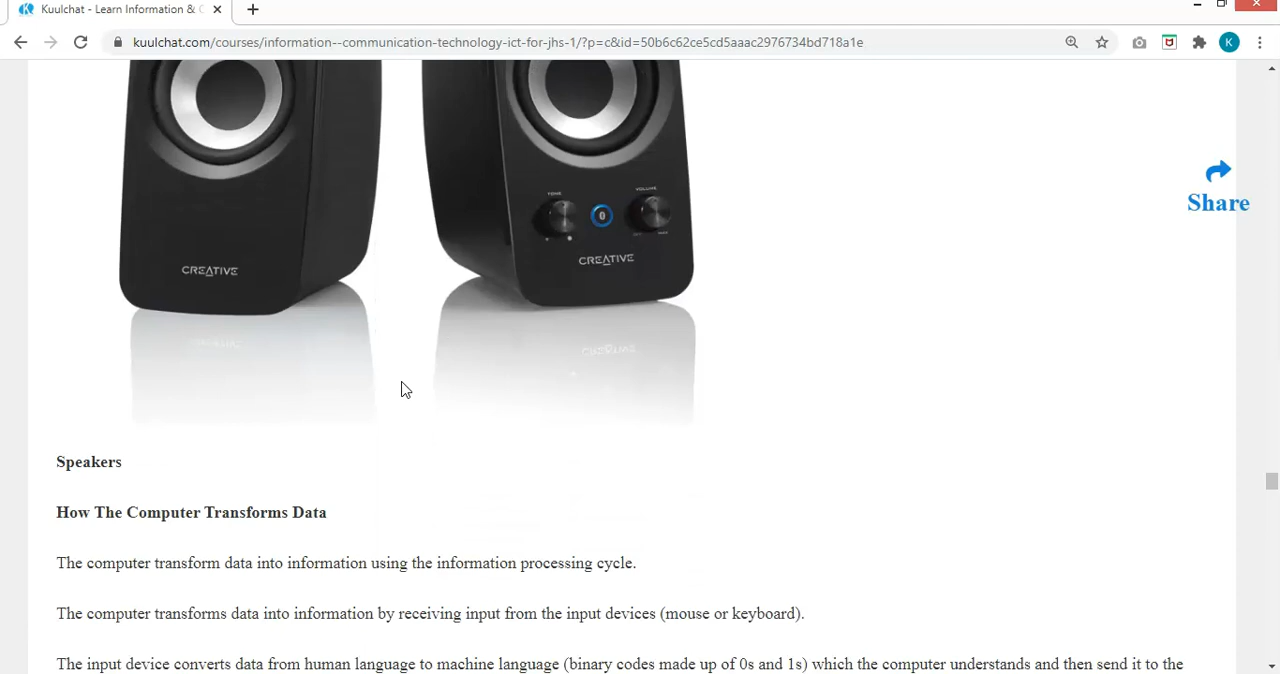 Kuulchat - Learn Information &
kuulchat.com/courses/information--communication-technology-ict-for-jhs-1/?p=c&id=50b6c62ce5cd5aaac2976734bd718a1e
K
Share
TONE
VOLUME
CREATIVE
CREATIVE
Speakers
How The Computer Transforms Data
The computer transform data into information using the information processing cycle.
The computer transforms data into information by receiving input from the input devices (mouse or keyboard).
The input device converts data from human language to machine language (binary codes made up of 0s and 1s) which the computer understands and then send it to the